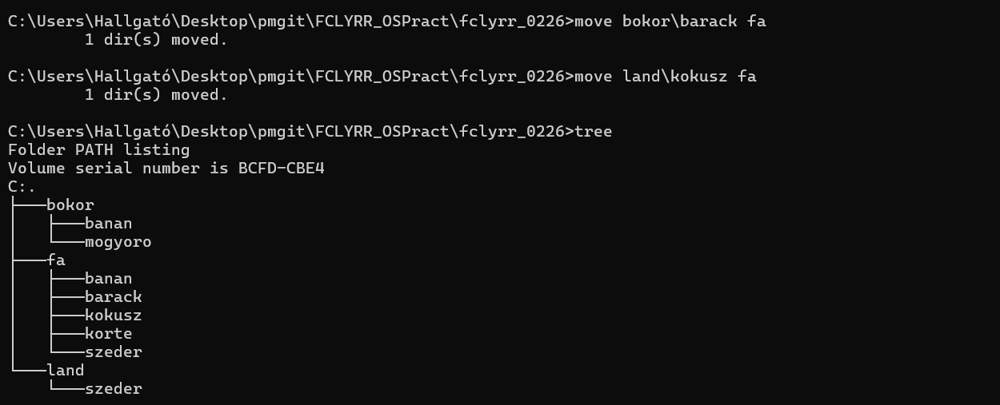 C:\Users\Hallgató\Desktop\pmgit\FCLYRR_OSPract\fclyrr_0226>move bokor\barack fa
        1 dir(s) moved.

C:\Users\Hallgató\Desktop\pmgit\FCLYRR_OSPract\fclyrr_0226>move land\kokusz fa
        1 dir(s) moved.

C:\Users\Hallgató\Desktop\pmgit\FCLYRR_OSPract\fclyrr_0226>tree
Folder PATH listing
Volume serial number is BCFD-CBE4
C:.
├───bokor
│   ├───banan
│   └───mogyoro
├───fa
│   ├───banan
│   ├───barack
│   ├───kokusz
│   ├───korte
│   └───szeder
└───land
    └───szeder